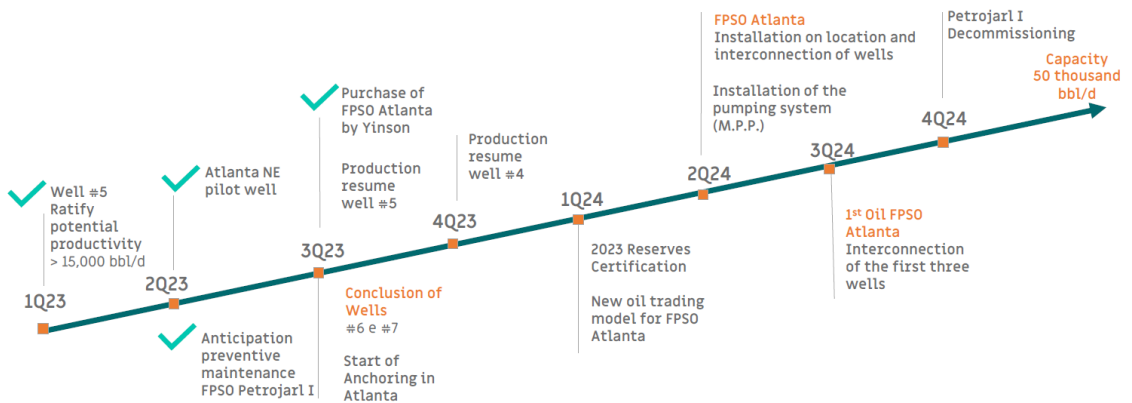 Well #5
Ratify
potential
productivity
> 15,000 bbl/d
1Q23
Atlanta NE
pilot well
2Q23
Anticipation
preventive
maintenance
FPSO Petrojarl I
Purchase of
FPSO Atlanta
by Yinson
Production
resume
well #5
3Q23
Conclusion of
Wells
#6 e #7
Start of
Anchoring in
Atlanta
Production
resume
well #4
4Q23
1Q24
2023 Reserves
Certification
New oil trading
model for FPSO
Atlanta
FPSO Atlanta
Installation on location and
interconnection of wells
Installation of the
pumping system
(M.P.P.)
2Q24
3Q24
1st Oil FPSO
Atlanta
Interconnection
of the first three
wells
Petrojarl I
Decommissioning
4Q24
Capacity
50 thousand
bbl/d